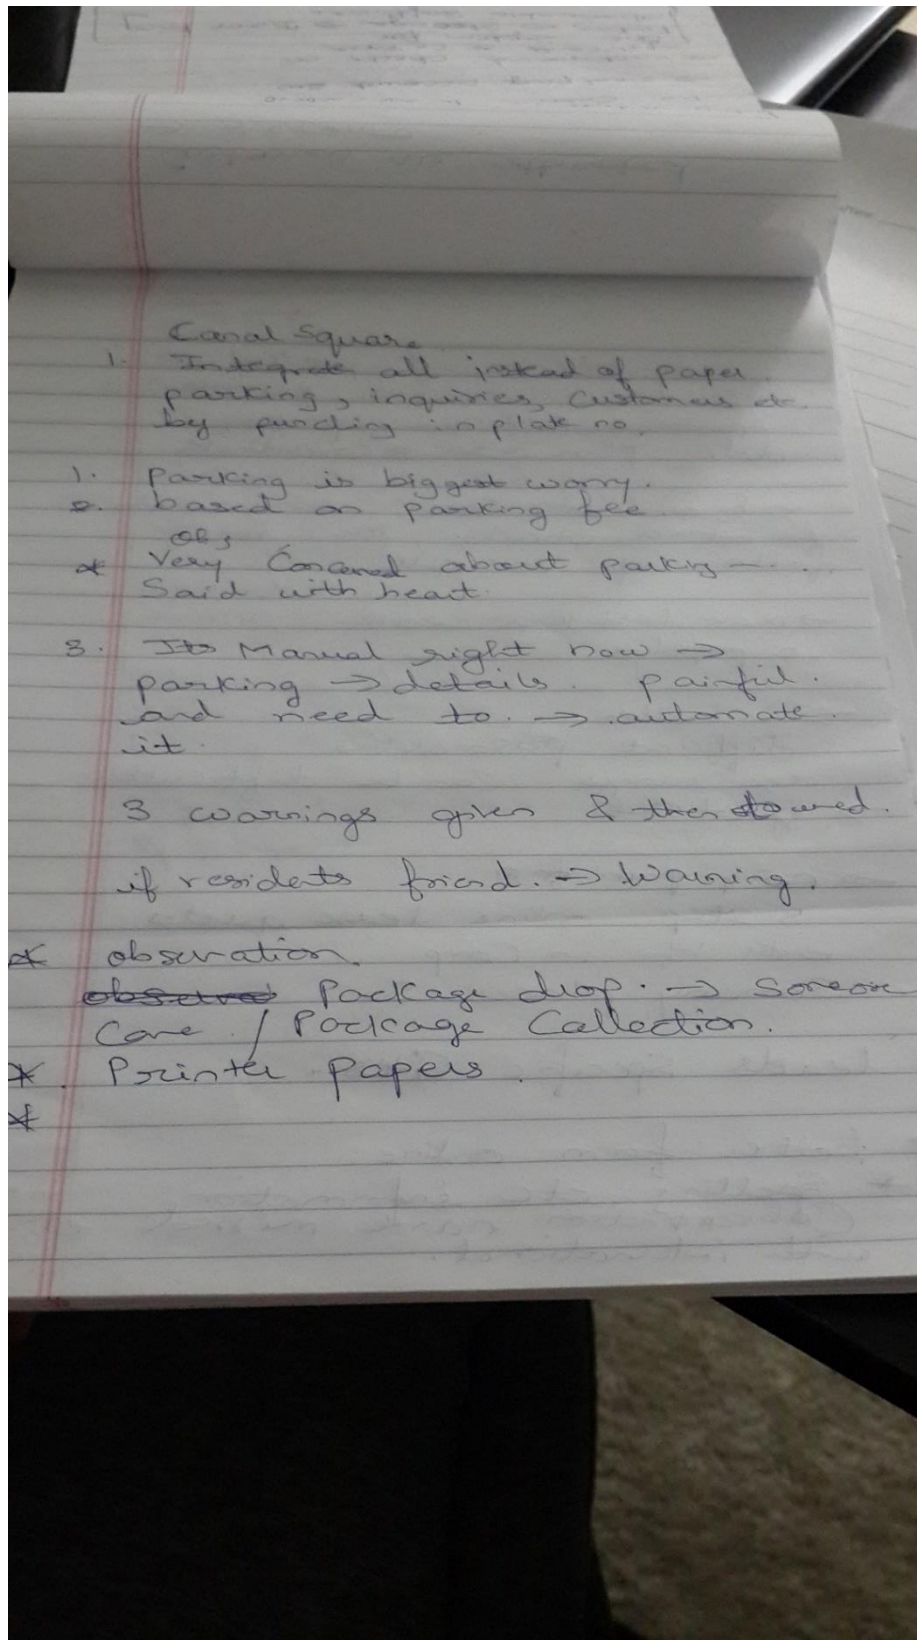 Canal Square
1. Integrate all instead of paper.
parking, inquiries, customers etc.
by punding in plate no.
1. Parking is biggest worry.
2. based on parking fee
Obs
* Very Concerned about parking — ....
Said with heart.
3. Its Manual right now →
parking → details. painful.
and need to. → automate.
it.
3 warnings given & then towed.
if residents friend. → Warning.
* observation.
observed Package drop. → Someone
Come / Package Collection.
* . Printer papers.
*